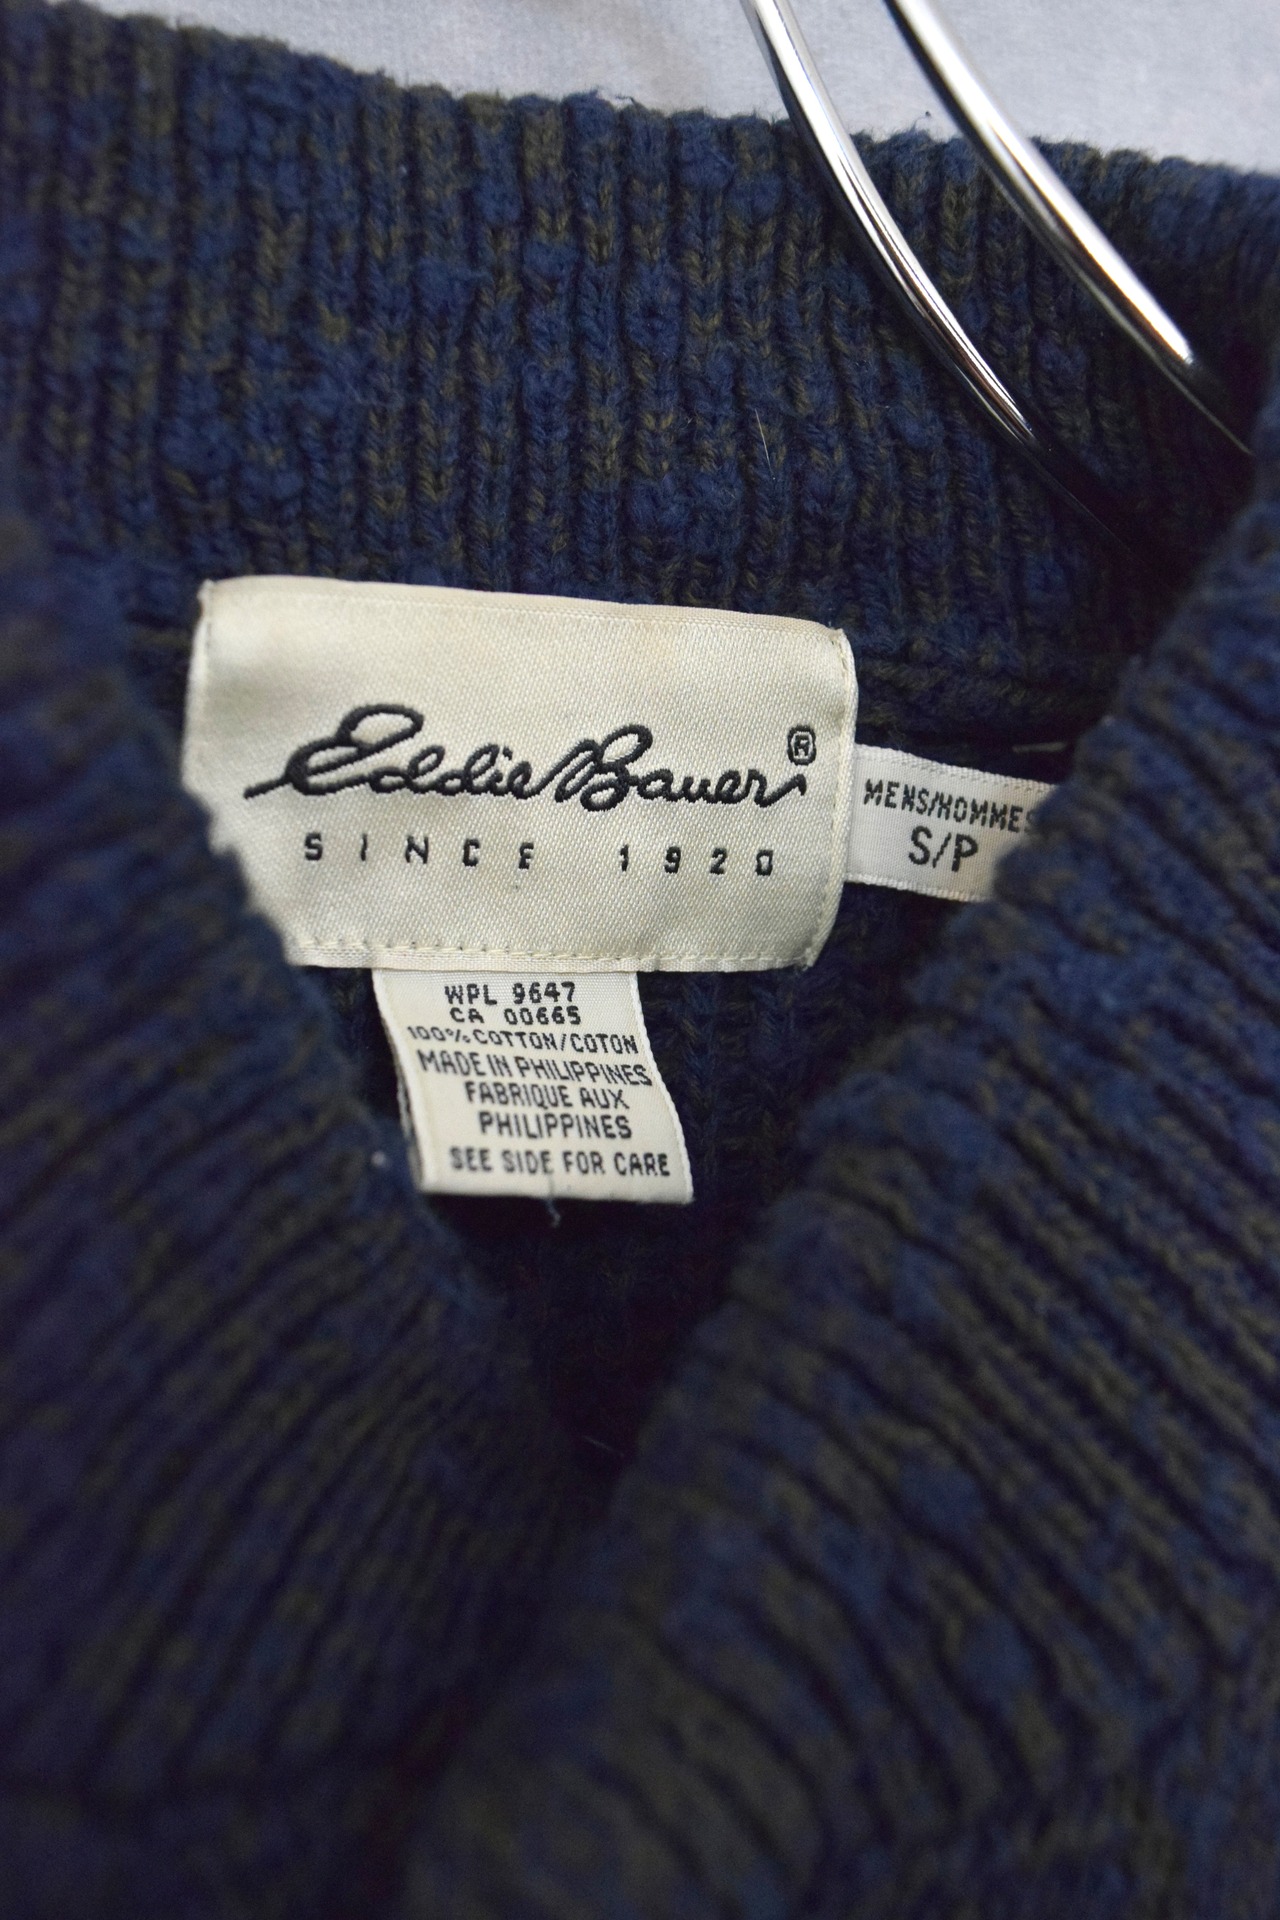 Eddie Bauer®
SINCE 1920
MENS/HOMMES
S/P
WPL 9647
CA 00665
100% COTTON/COTON
MADE IN PHILIPPINES
FABRIQUE AUX
PHILIPPINES
SEE SIDE FOR CARE